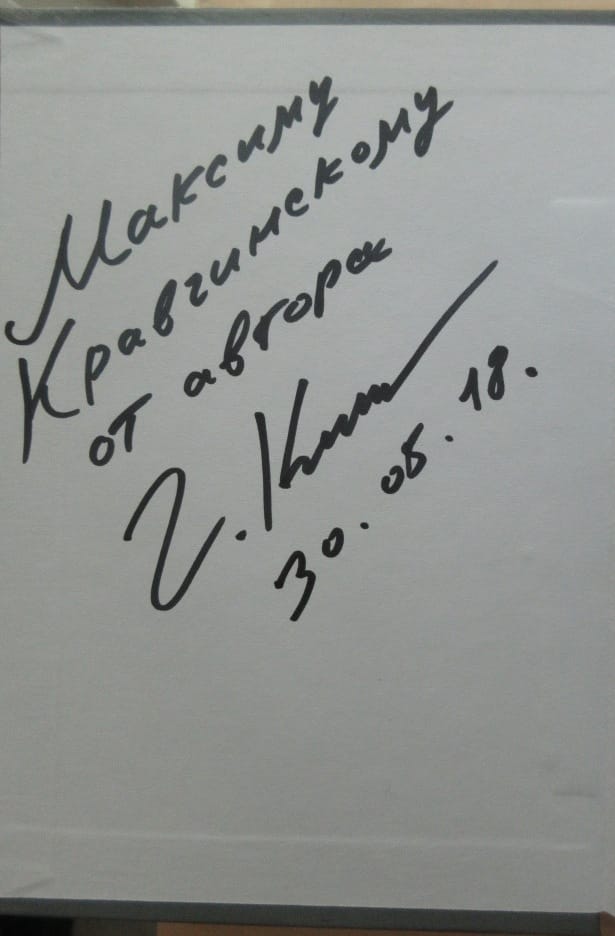 Максиму
Кравчинскому
от автора
Г.
30.05.18.